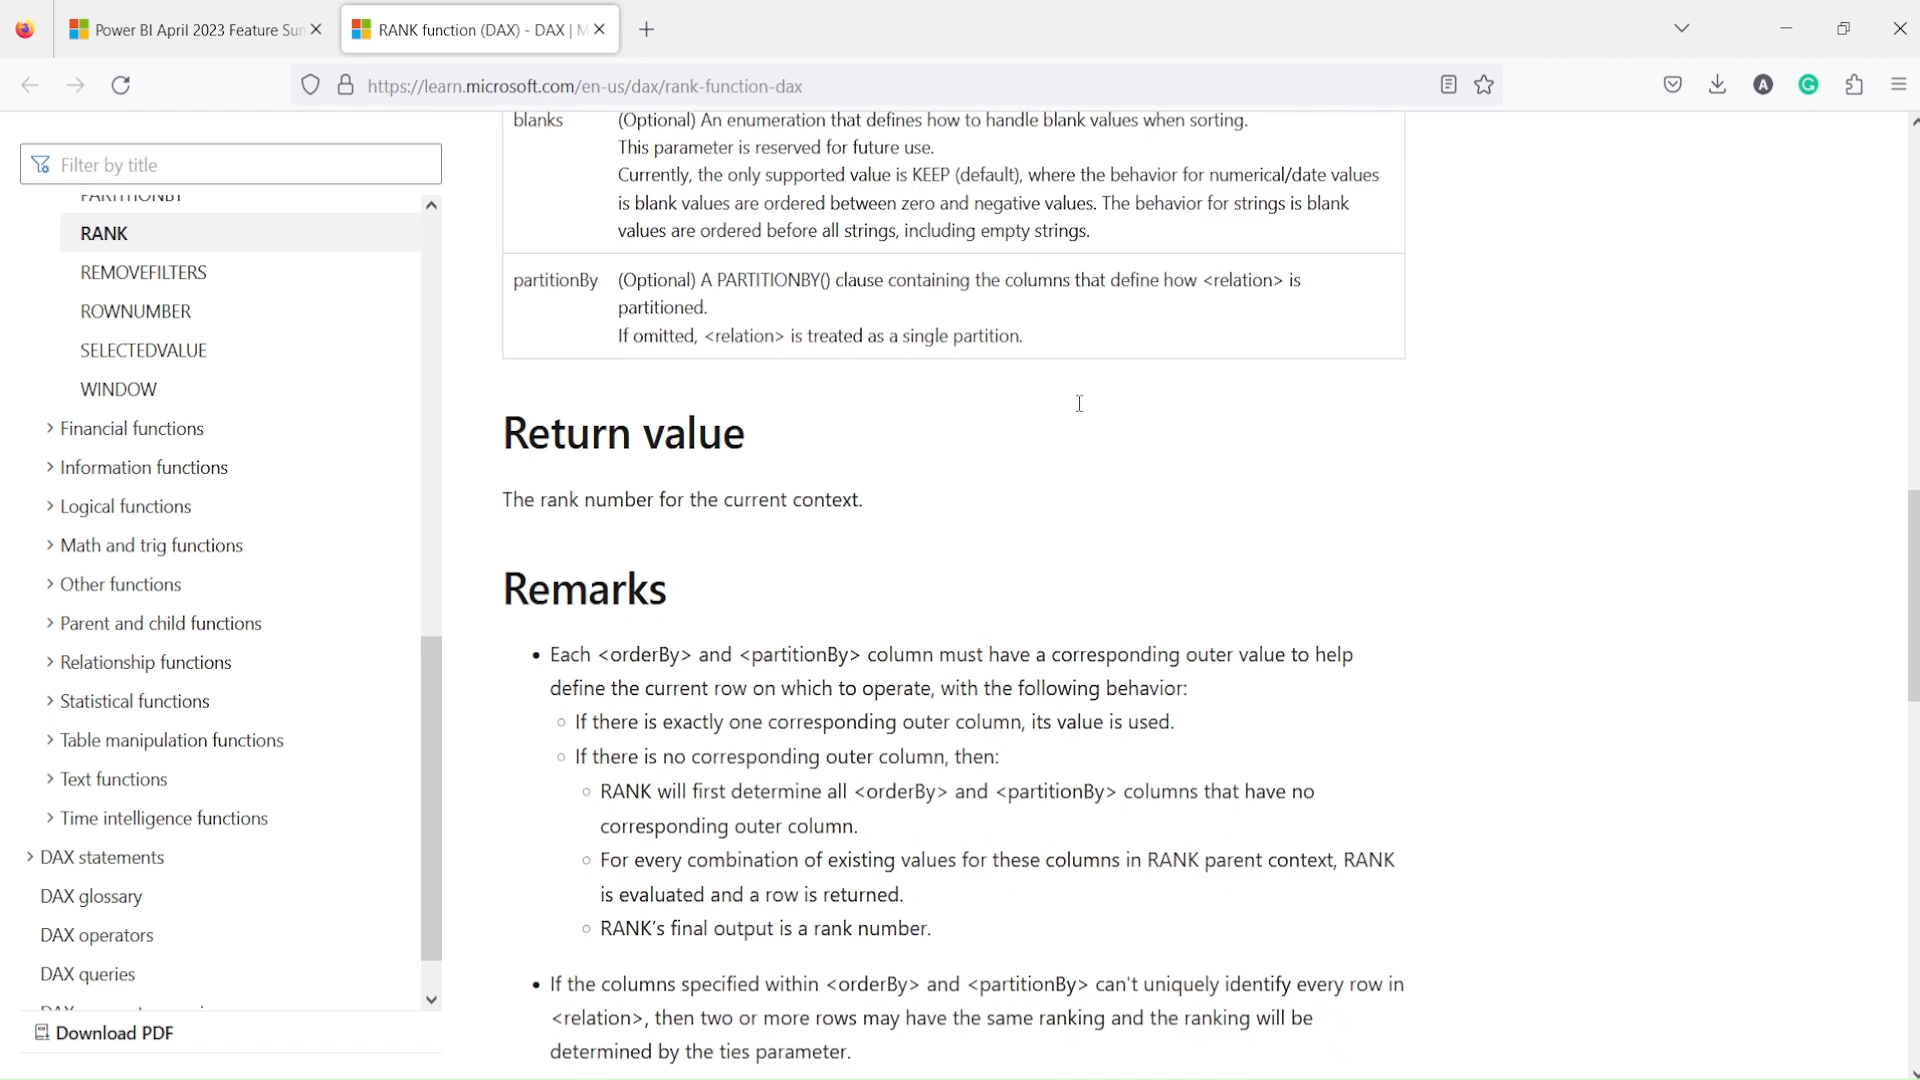 Power BI April 2023 Feature Sun
RANK function (DAX) - DAX | M
https://learn.microsoft.com/en-us/dax/rank-function-dax
Filter by title
PARTITIONBY
RANK
REMOVEFILTERS
ROWNUMBER
SELECTEDVALUE
WINDOW
Financial functions
Information functions
Logical functions
Math and trig functions
Other functions
Parent and child functions
Relationship functions
Statistical functions
Table manipulation functions
Text functions
Time intelligence functions
DAX statements
DAX glossary
DAX operators
DAX queries
Download PDF
blanks (Optional) An enumeration that defines how to handle blank values when sorting.
This parameter is reserved for future use.
Currently, the only supported value is KEEP (default), where the behavior for numerical/date values
is blank values are ordered between zero and negative values. The behavior for strings is blank
values are ordered before all strings, including empty strings.
partitionBy (Optional) A PARTITIONBY() clause containing the columns that define how <relation> is
partitioned.
If omitted, <relation> is treated as a single partition.
Return value
The rank number for the current context.
Remarks
• Each <orderBy> and <partitionBy> column must have a corresponding outer value to help
define the current row on which to operate, with the following behavior:
○ If there is exactly one corresponding outer column, its value is used.
○ If there is no corresponding outer column, then:
○ RANK will first determine all <orderBy> and <partitionBy> columns that have no
corresponding outer column.
○ For every combination of existing values for these columns in RANK parent context, RANK
is evaluated and a row is returned.
○ RANK's final output is a rank number.
• If the columns specified within <orderBy> and <partitionBy> can't uniquely identify every row in
<relation>, then two or more rows may have the same ranking and the ranking will be
determined by the ties parameter.